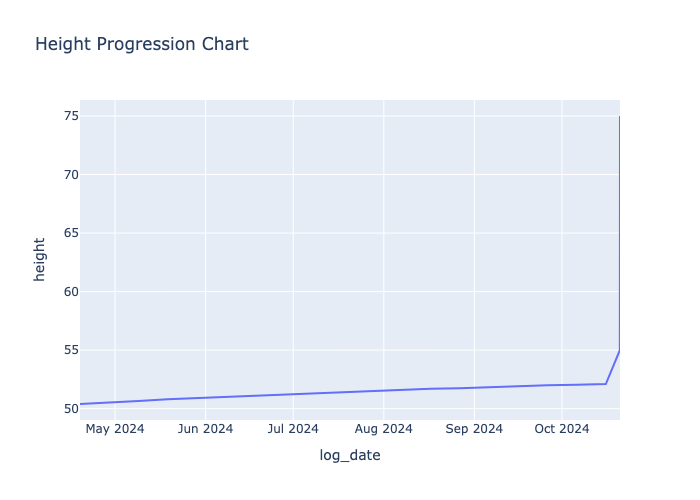 Height Progression Chart
75
70
65
60
55
50
height
May 2024
Jun 2024
Jul 2024
Aug 2024
Sep 2024
Oct 2024
log_date